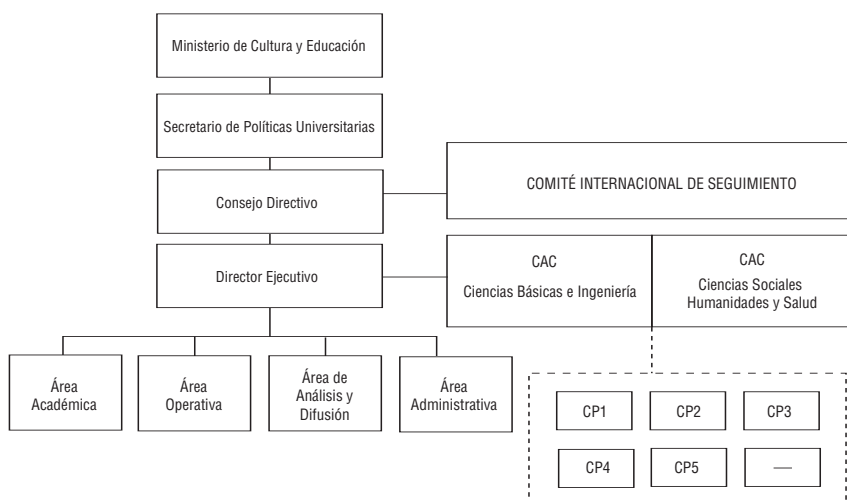 Ministerio de Cultura y Educación
Secretario de Políticas Universitarias
Consejo Directivo
COMITÉ INTERNACIONAL DE SEGUIMIENTO
Director Ejecutivo
CAC
Ciencias Básicas e Ingeniería
CAC
Ciencias Sociales
Humanidades y Salud
Área
Académica
Área
Operativa
Área de
Análisis y
Difusión
Área
Administrativa
CP1
CP2
CP3
CP4
CP5
—